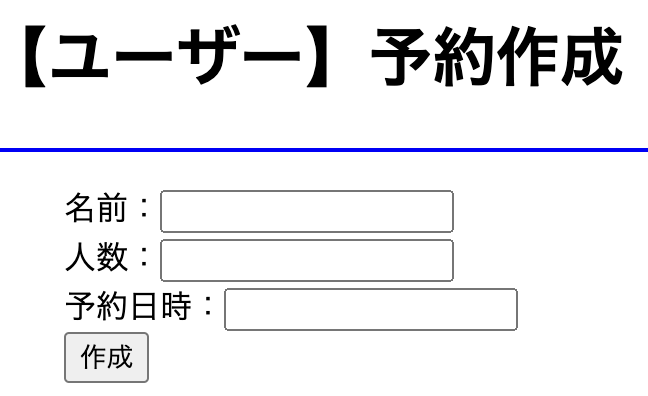 【ユーザー】予約作成
名前：
人数：
予約日時：
作成